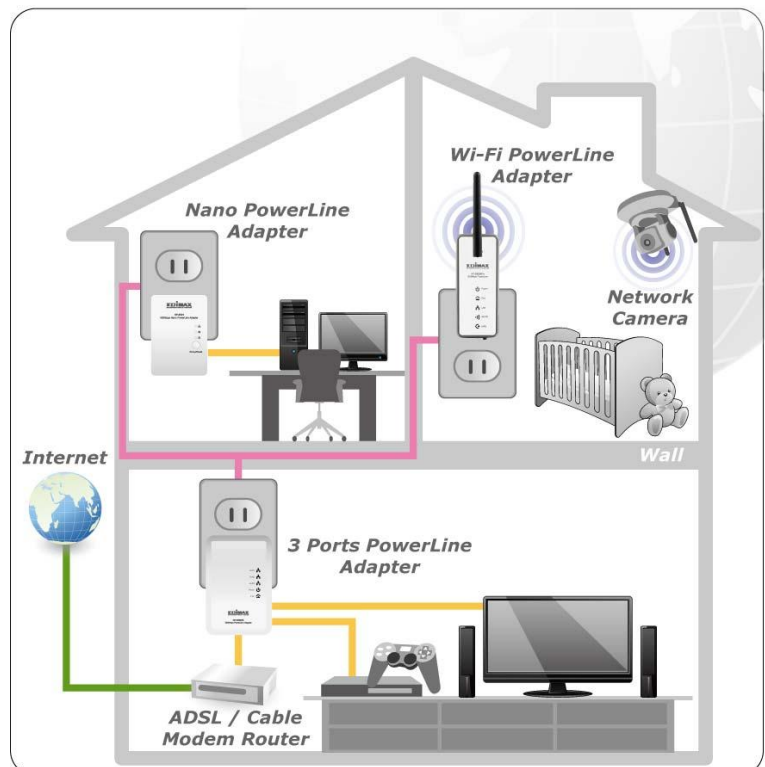 Wi-Fi PowerLine
Adapter
Nano PowerLine
Adapter
EDIMAX
Network
Camera
EDIMAX
Internet
Wall
3 Ports PowerLine
Adapter
EDIMAX
ADSL / Cable
Modem Router